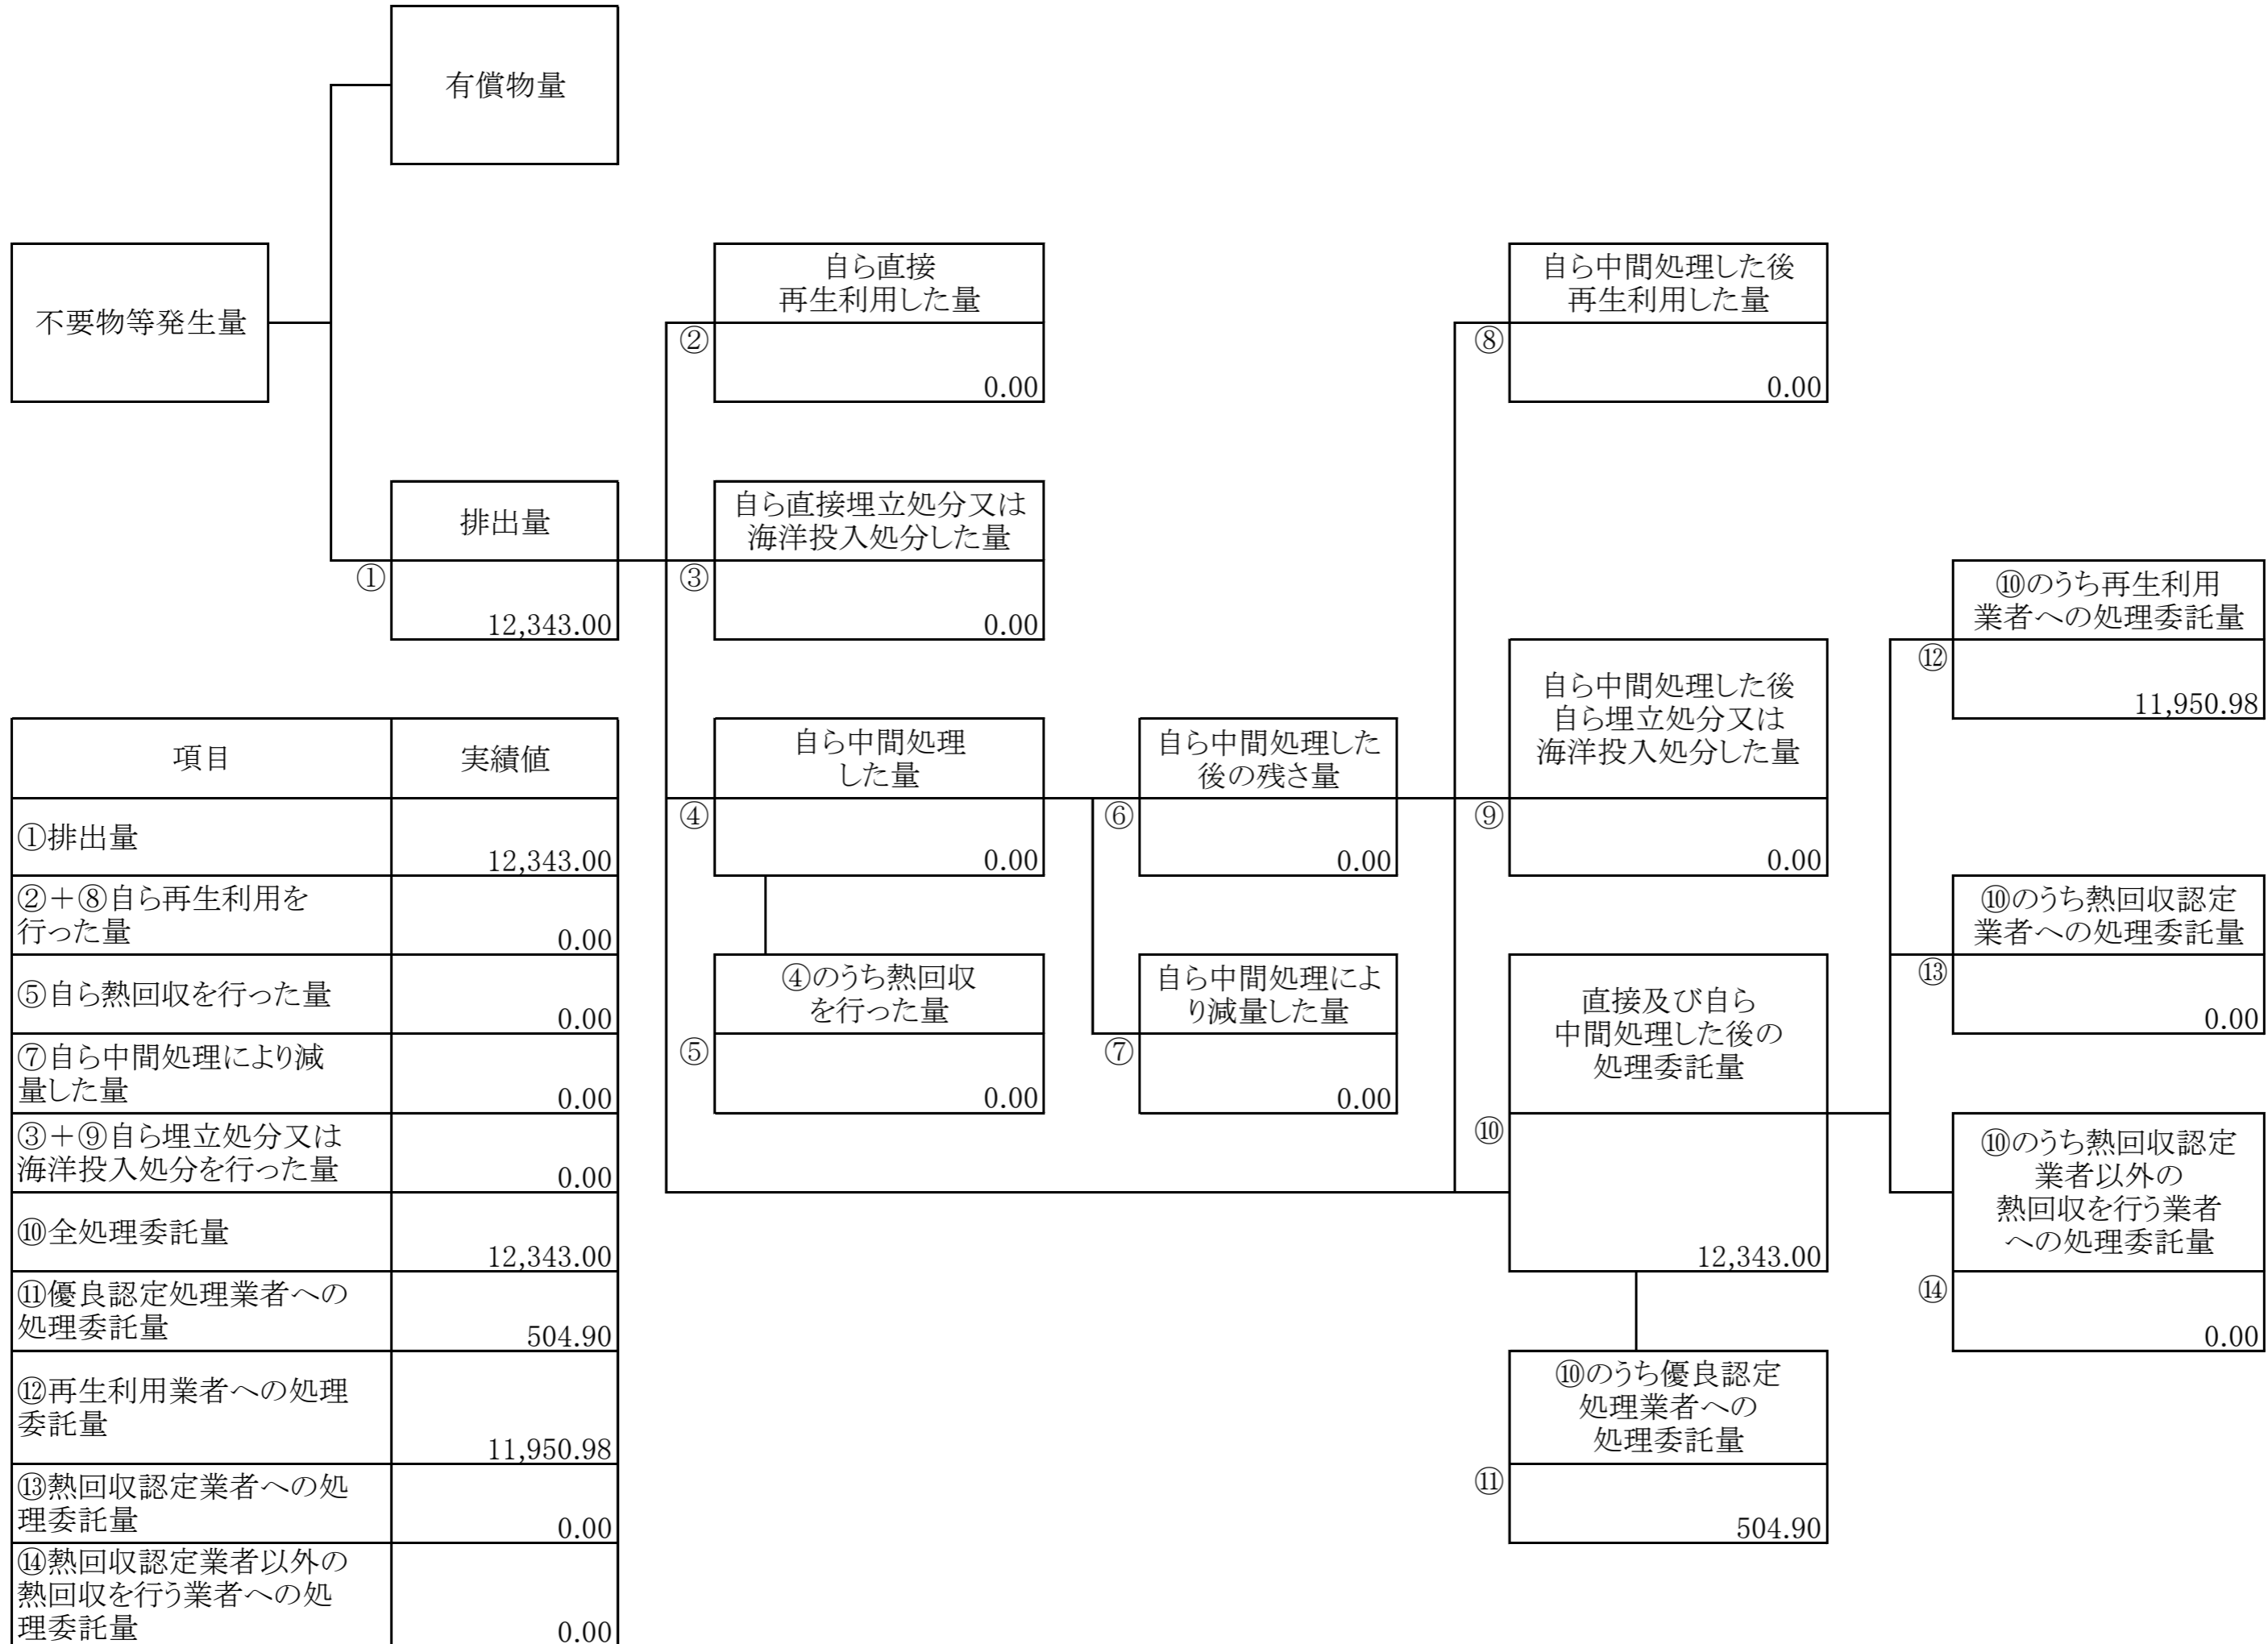 有償物量
不要物等発生量
自ら直接
再生利用した量
②
0.00
自ら中間処理した後
再生利用した量
⑧
0.00
排出量
①
12,343.00
自ら直接埋立処分又は
海洋投入処分した量
③
0.00
⑩のうち再生利用
業者への処理委託量
⑫
11,950.98
自ら中間処理
した量
④
0.00
自ら中間処理した
後の残さ量
⑥
0.00
自ら中間処理した後
自ら埋立処分又は
海洋投入処分した量
⑨
0.00
⑩のうち熱回収認定
業者への処理委託量
⑬
0.00
④のうち熱回収
を行った量
⑤
0.00
自ら中間処理によ
り減量した量
⑦
0.00
直接及び自ら
中間処理した後の
処理委託量
⑩
12,343.00
⑩のうち熱回収認定
業者以外の
熱回収を行う業者
への処理委託量
⑭
0.00
⑩のうち優良認定
処理業者への
処理委託量
⑪
504.90
項目
実績値
①排出量
12,343.00
②+⑧自ら再生利用を
行った量
0.00
⑤自ら熱回収を行った量
0.00
⑦自ら中間処理により減
量した量
0.00
③+⑨自ら埋立処分又は
海洋投入処分を行った量
0.00
⑩全処理委託量
12,343.00
⑪優良認定処理業者への
処理委託量
504.90
⑫再生利用業者への処理
委託量
11,950.98
⑬熱回収認定業者への処
理委託量
0.00
⑭熱回収認定業者以外の
熱回収を行う業者への処
理委託量
0.00